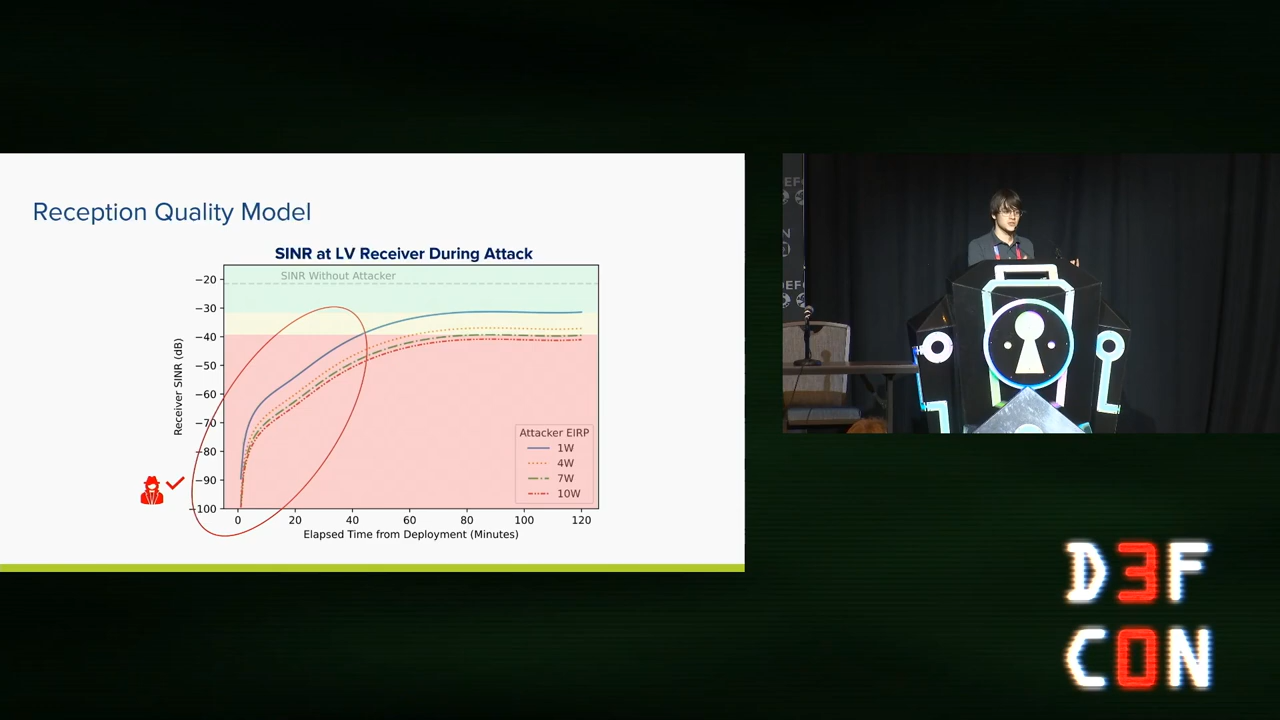 Reception Quality Model
SINR at LV Receiver During Attack
SINR Without Attacker
Receiver SINR (dB)
−20
−30
−40
−50
−60
−70
−80
−90
−100
0
20
40
60
80
100
120
Elapsed Time from Deployment (Minutes)
Attacker EIRP
1W
4W
7W
10W
D3F
C0N